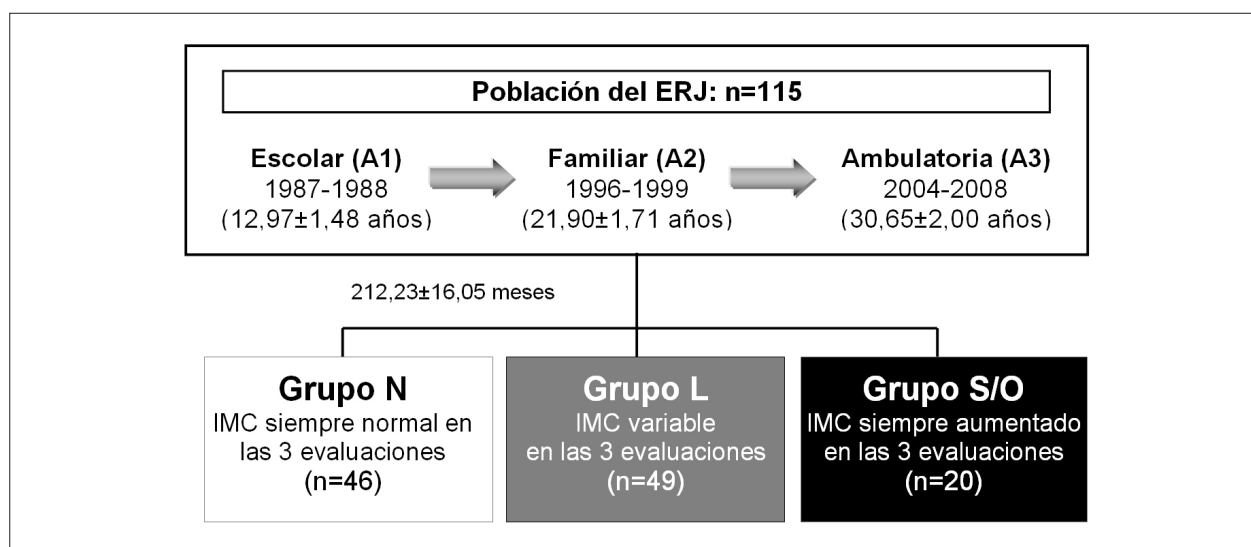 Población del ERJ: n=115
Escolar (A1)
1987-1988
(12,97±1,48 años)
Familiar (A2)
1996-1999
(21,90±1,71 años)
Ambulatoria (A3)
2004-2008
(30,65±2,00 años)
212,23±16,05 meses
Grupo N
IMC siempre normal en
las 3 evaluaciones
(n=46)
Grupo L
IMC variable
en las 3 evaluaciones
(n=49)
Grupo S/O
IMC siempre aumentado
en las 3 evaluaciones
(n=20)